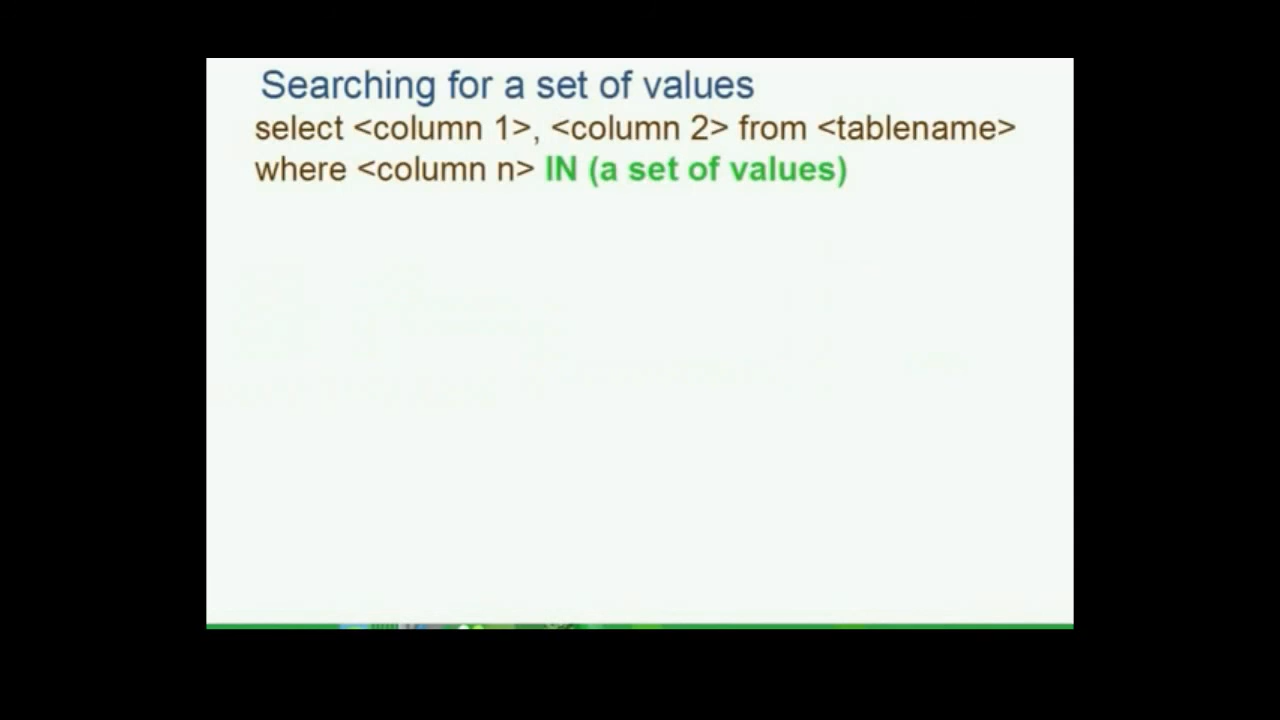 Searching for a set of values
select <column 1>, <column 2> from <tablename>
where <column n> IN (a set of values)